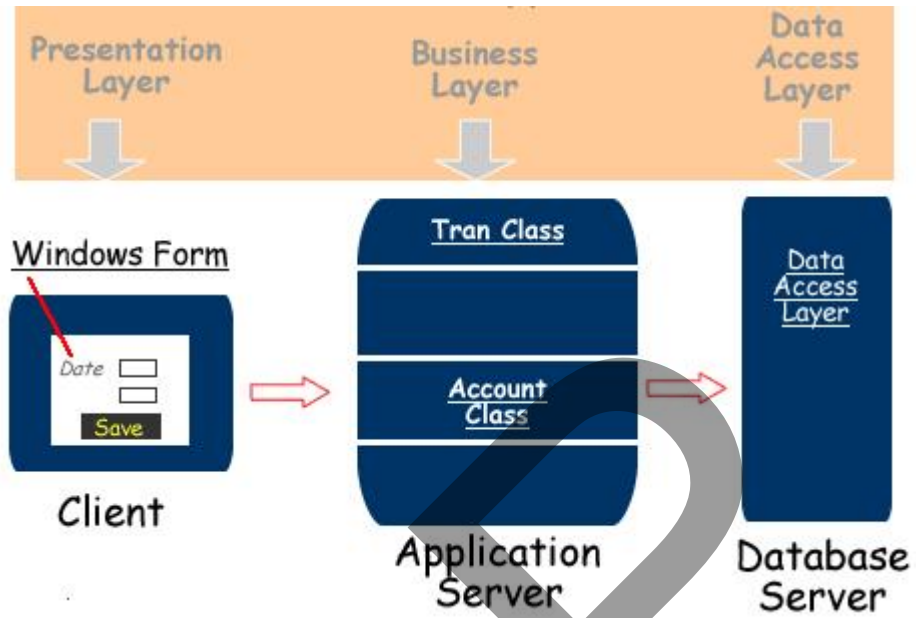 Presentation
Layer
Business
Layer
Data
Access
Layer
Windows Form
Date
Save
Client
Tran Class
Account
Class
Application
Server
Data
Access
Layer
Database
Server